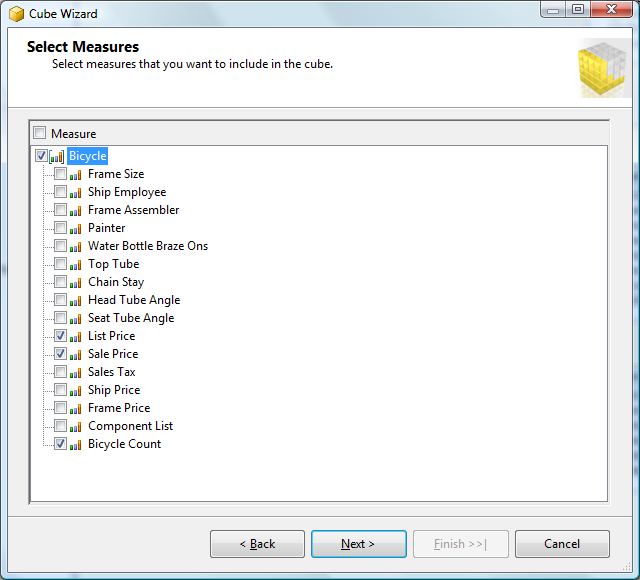 Cube Wizard
Select Measures
Select measures that you want to include in the cube.
Measure
Bicycle
Frame Size
Ship Employee
Frame Assembler
Painter
Water Bottle Braze Ons
Top Tube
Chain Stay
Head Tube Angle
Seat Tube Angle
List Price
Sale Price
Sales Tax
Ship Price
Frame Price
Component List
Bicycle Count
< Back Next > Finish >>| Cancel